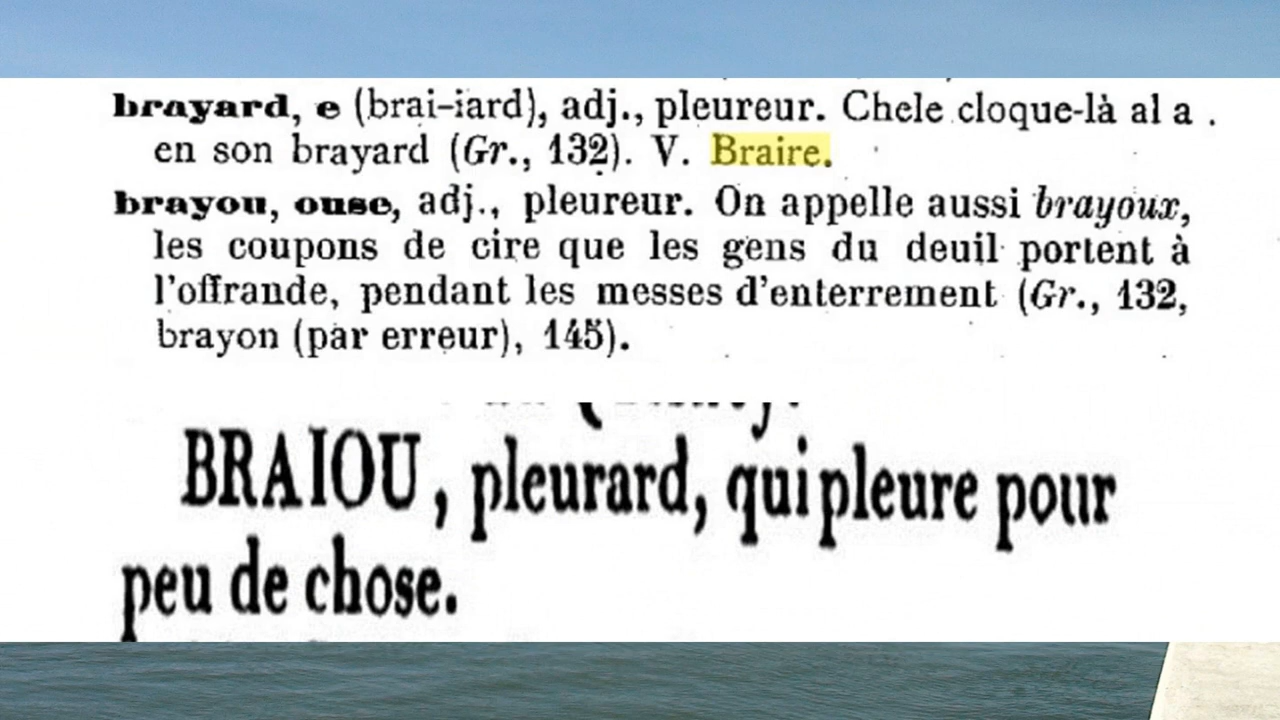 brayard, e (brai-iard), adj., pleureur. Chele cloque-là al a.
en son brayard (Gr., 132). V. Braire.
brayou, ouse, adj., pleureur. On appelle aussi brayoux,
les coupons de cire que les gens du deuil portent à
l'offrande, pendant les messes d'enterrement (Gr., 132,
brayon (par erreur), 145).
BRAIOU, pleurard, qui pleure pour
peu de chose.